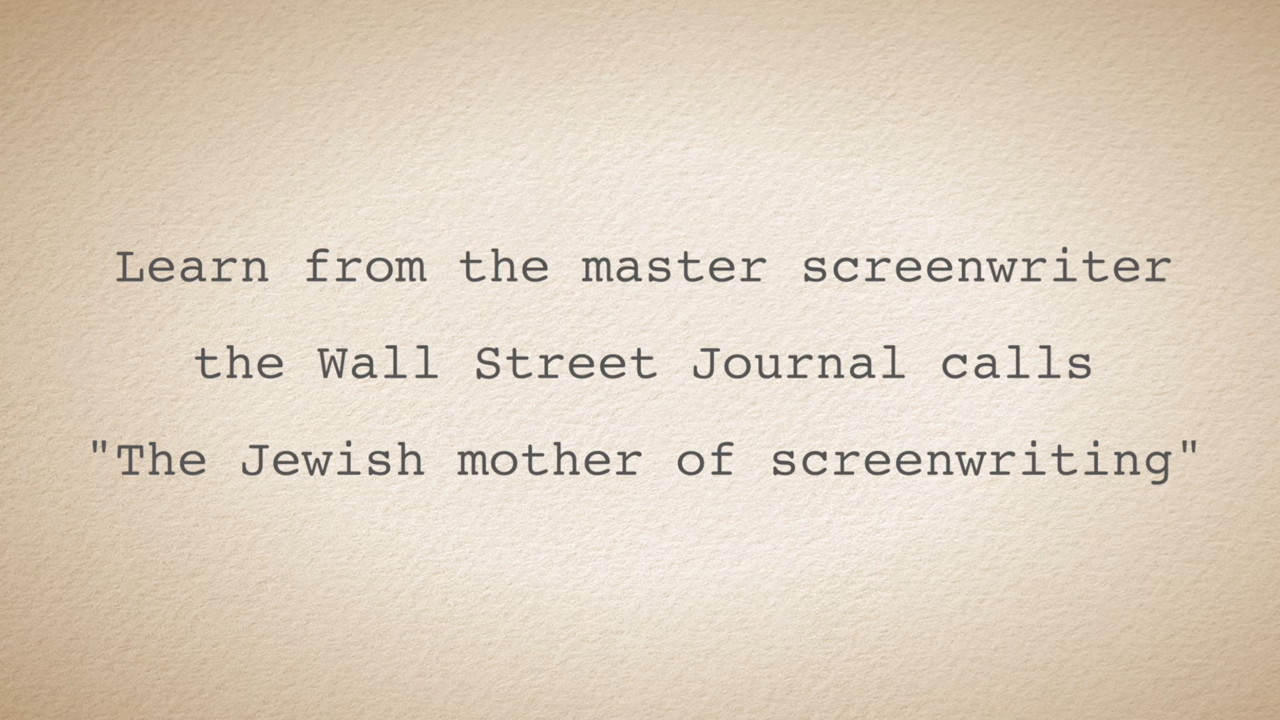 Learn from the master screenwriter
the Wall Street Journal calls
"The Jewish mother of screenwriting"